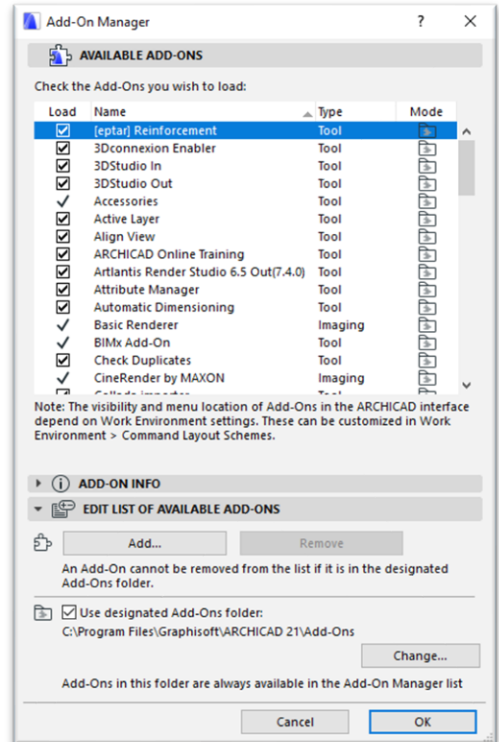 Add-On Manager ? ×
AVAILABLE ADD-ONS
Check the Add-Ons you wish to load:
Load Name Type Mode
[eptar] Reinforcement Tool
3Dconnexion Enabler Tool
3DStudio In Tool
3DStudio Out Tool
Accessories Tool
Active Layer Tool
Align View Tool
ARCHICAD Online Training Tool
Artlantis Render Studio 6.5 Out(7.4.0) Tool
Attribute Manager Tool
Automatic Dimensioning Tool
Basic Renderer Imaging
BIMx Add-On Tool
Check Duplicates Tool
CineRender by MAXON Imaging
Note: The visibility and menu location of Add-Ons in the ARCHICAD interface
depend on Work Environment settings. These can be customized in Work
Environment > Command Layout Schemes.
ADD-ON INFO
EDIT LIST OF AVAILABLE ADD-ONS
Add... Remove
An Add-On cannot be removed from the list if it is in the designated
Add-Ons folder.
Use designated Add-Ons folder:
C:\Program Files\Graphisoft\ARCHICAD 21\Add-Ons
Change...
Add-Ons in this folder are always available in the Add-On Manager list
Cancel OK